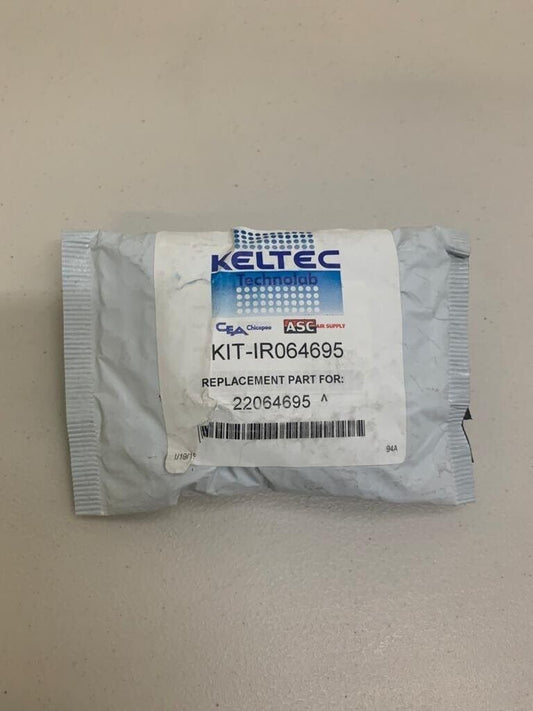 KELTEC
Technolab
CEA Chicopee ASC AIR SUPPLY
KIT-IR064695
REPLACEMENT PART FOR:
22064695 ^
94A